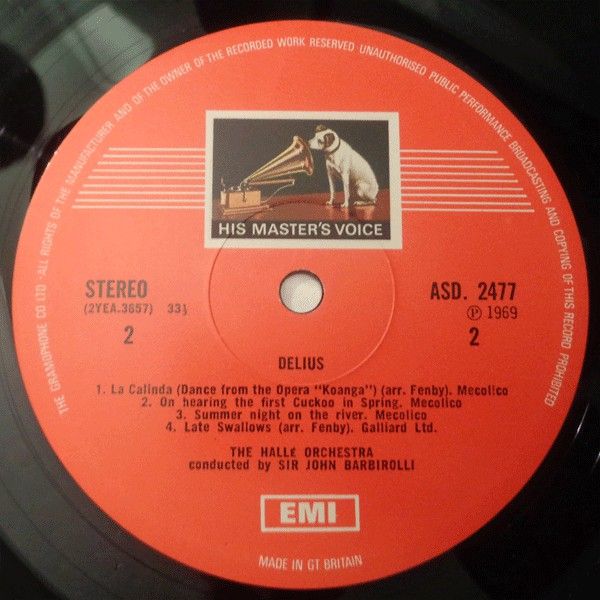 THE GRAMOPHONE CO LTD · ALL RIGHTS OF THE MANUFACTURER AND OF THE OWNER OF THE RECORDED WORK RESERVED UNAUTHORISED PUBLIC PERFORMANCE BROADCASTING AND COPYING OF THIS RECORD PROHIBITED
HIS MASTER'S VOICE
STEREO
(2YEA.3657) 33⅓
2
ASD. 2477
Ⓟ 1969
2
DELIUS
1. La Calinda (Dance from the Opera "Koanga") (arr. Fenby). Mecolico
2. On hearing the first Cuckoo in Spring. Mecolico
3. Summer night on the river. Mecolico
4. Late Swallows (arr. Fenby). Galliard Ltd.
THE HALLÉ ORCHESTRA
conducted by SIR JOHN BARBIROLLI
EMI
MADE IN GT BRITAIN